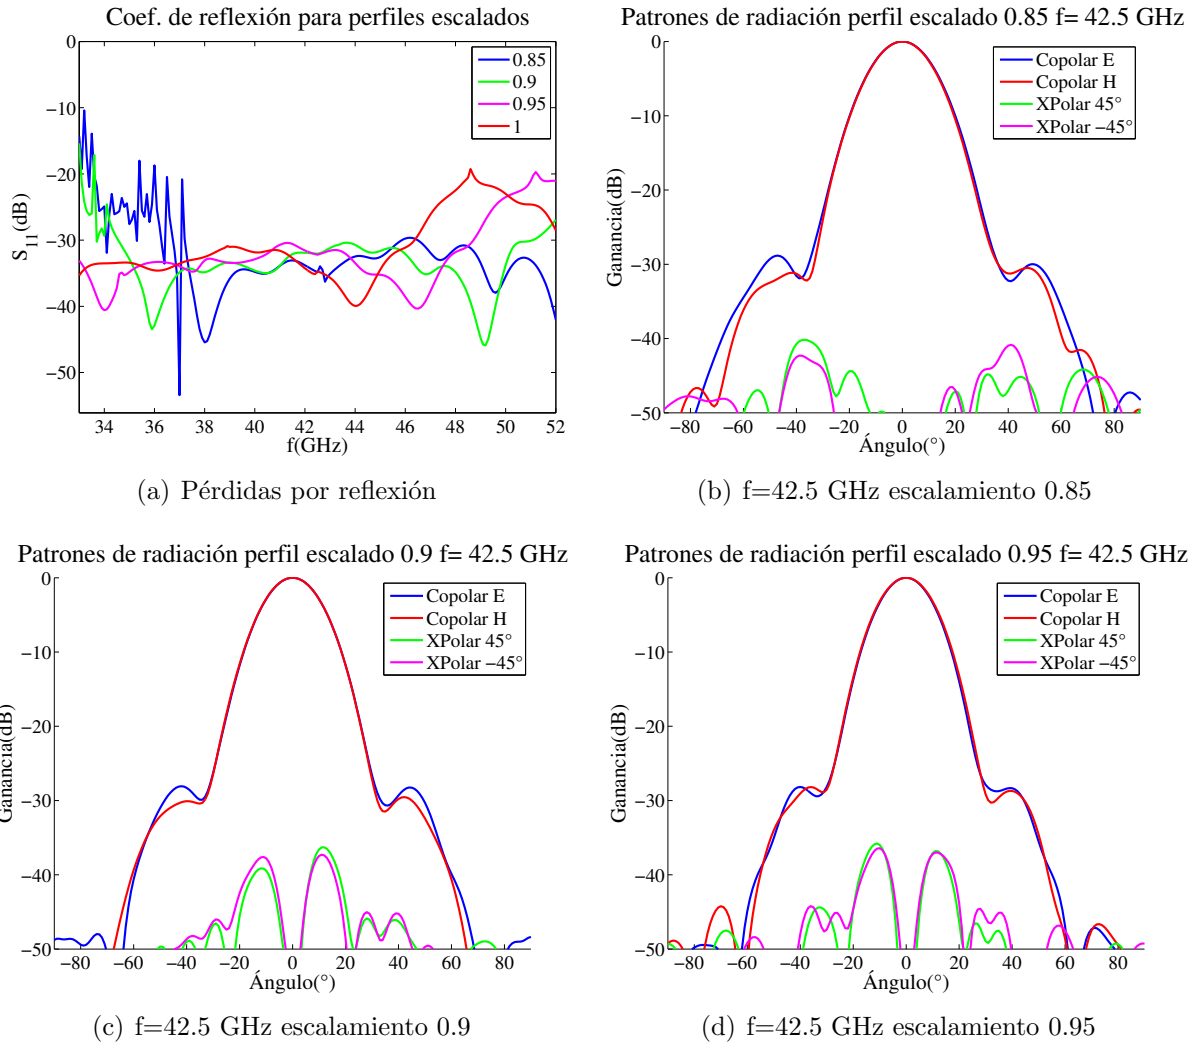 Coef. de reflexión para perfiles escalados
0
−10
−20
−30
−40
−50
S11(dB)
0.85
0.9
0.95
1
34 36 38 40 42 44 46 48 50 52
f(GHz)
(a) Pérdidas por reflexión
Patrones de radiación perfil escalado 0.85 f= 42.5 GHz
0
−10
−20
−30
−40
−50
Ganancia(dB)
Copolar E
Copolar H
XPolar 45°
XPolar −45°
−80 −60 −40 −20 0 20 40 60 80
Ángulo(°)
(b) f=42.5 GHz escalamiento 0.85
Patrones de radiación perfil escalado 0.9 f= 42.5 GHz
0
−10
−20
−30
−40
−50
Ganancia(dB)
Copolar E
Copolar H
XPolar 45°
XPolar −45°
−80 −60 −40 −20 0 20 40 60 80
Ángulo(°)
(c) f=42.5 GHz escalamiento 0.9
Patrones de radiación perfil escalado 0.95 f= 42.5 GHz
0
−10
−20
−30
−40
−50
Ganancia(dB)
Copolar E
Copolar H
XPolar 45°
XPolar −45°
−80 −60 −40 −20 0 20 40 60 80
Ángulo(°)
(d) f=42.5 GHz escalamiento 0.95